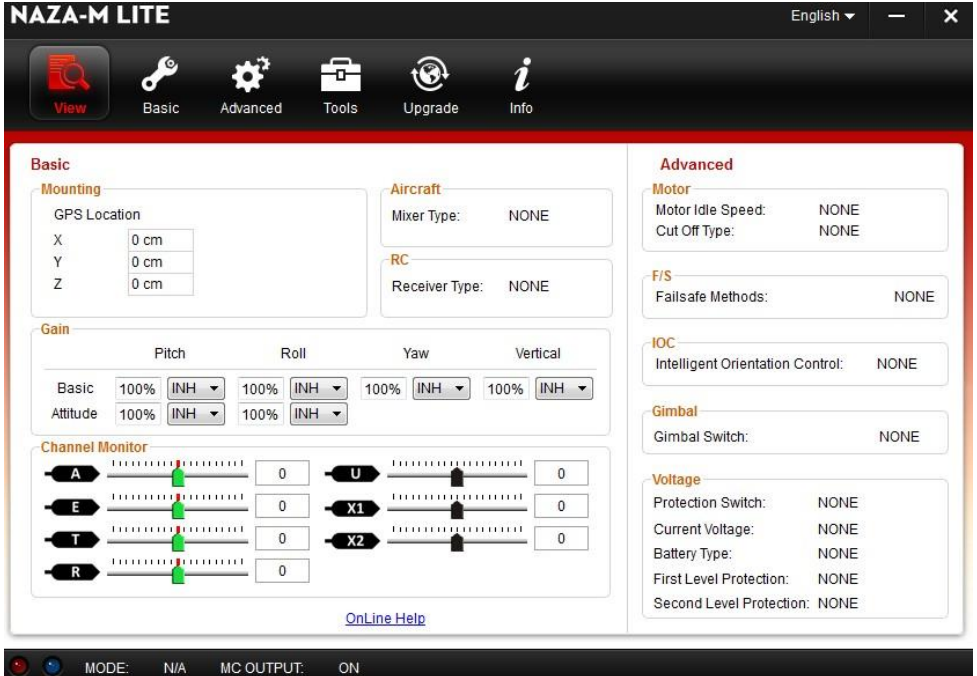 NAZA-M LITE
English
View Basic Advanced Tools Upgrade Info
Basic
Mounting
GPS Location
X 0 cm
Y 0 cm
Z 0 cm
Aircraft
Mixer Type: NONE
RC
Receiver Type: NONE
Gain
Pitch Roll Yaw Vertical
Basic 100% INH 100% INH 100% INH 100% INH
Attitude 100% INH 100% INH
Channel Monitor
A 0
E 0
T 0
R 0
U 0
X1 0
X2 0
OnLine Help
Advanced
Motor
Motor Idle Speed: NONE
Cut Off Type: NONE
F/S
Failsafe Methods: NONE
IOC
Intelligent Orientation Control: NONE
Gimbal
Gimbal Switch: NONE
Voltage
Protection Switch: NONE
Current Voltage: NONE
Battery Type: NONE
First Level Protection: NONE
Second Level Protection: NONE
MODE: N/A MC OUTPUT: ON